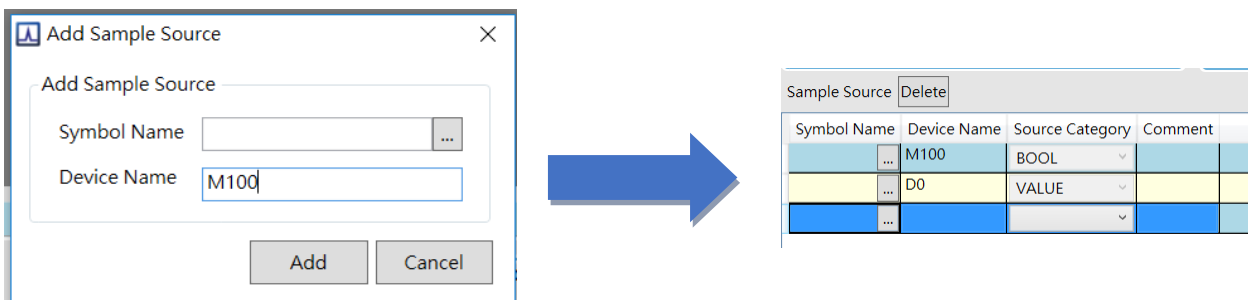 Add Sample Source
Add Sample Source
Symbol Name ...
Device Name M100
Add Cancel
Sample Source Delete
Symbol Name Device Name Source Category Comment
... M100 BOOL
... D0 VALUE
...